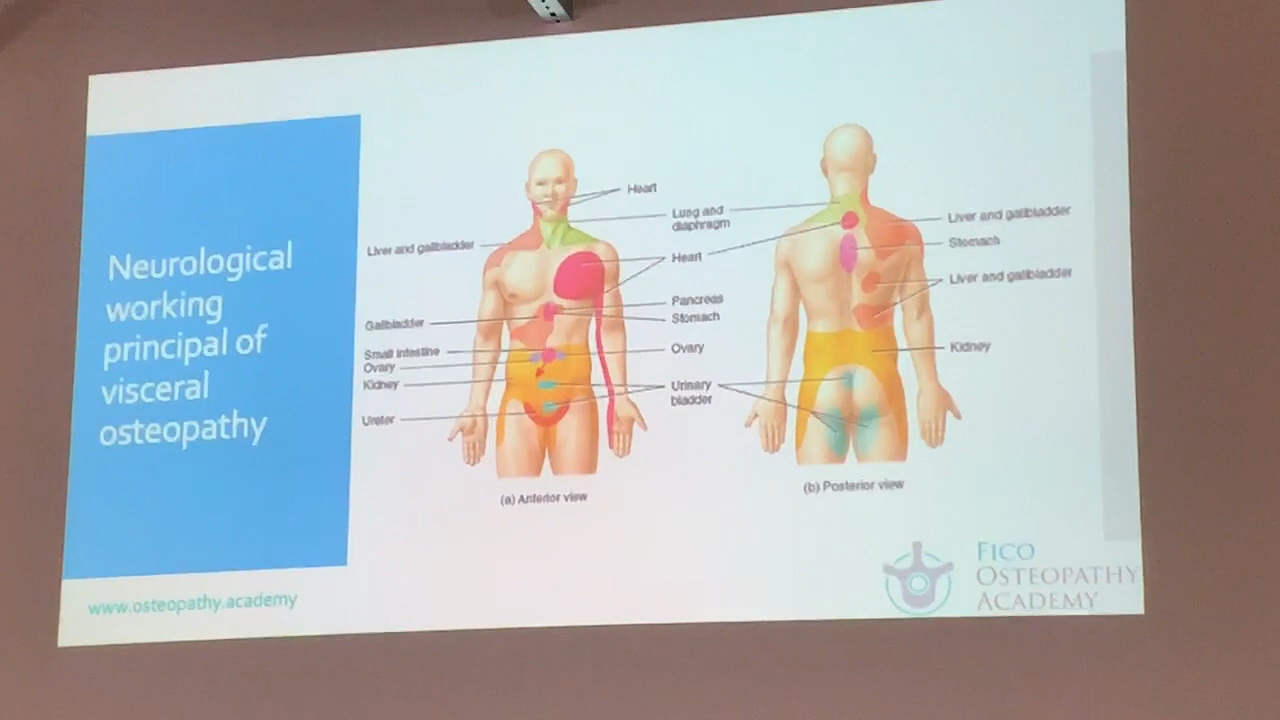 Neurological
working
principal of
visceral
osteopathy
www.osteopathy.academy
Heart
Lung and
diaphragm
Liver and gallbladder
Heart
Pancreas
Stomach
Gallbladder
Small intestine
Ovary
Ovary
Kidney
Urinary
bladder
Ureter
(a) Anterior view
Liver and gallbladder
Stomach
Liver and gallbladder
Kidney
(b) Posterior view
FICO
OSTEOPATHY
ACADEMY